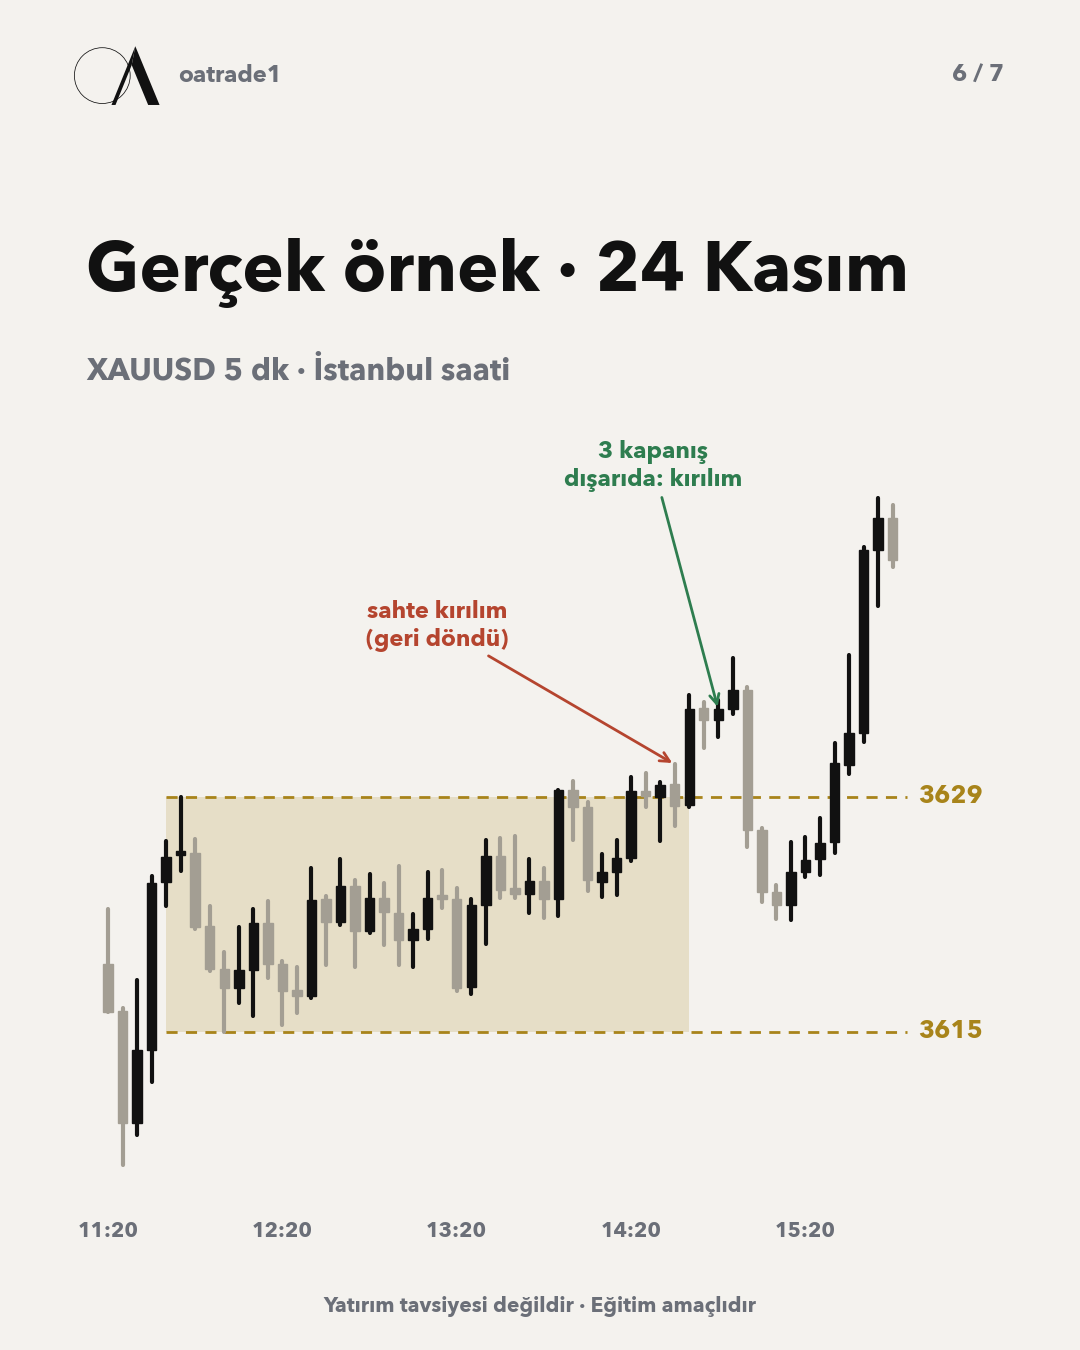 oatrade1
6 / 7
Gerçek örnek · 24 Kasım
XAUUSD 5 dk · İstanbul saati
3 kapanış
dışarıda: kırılım
sahte kırılım
(geri döndü)
3629
3615
11:20
12:20
13:20
14:20
15:20
Yatırım tavsiyesi değildir · Eğitim amaçlıdır